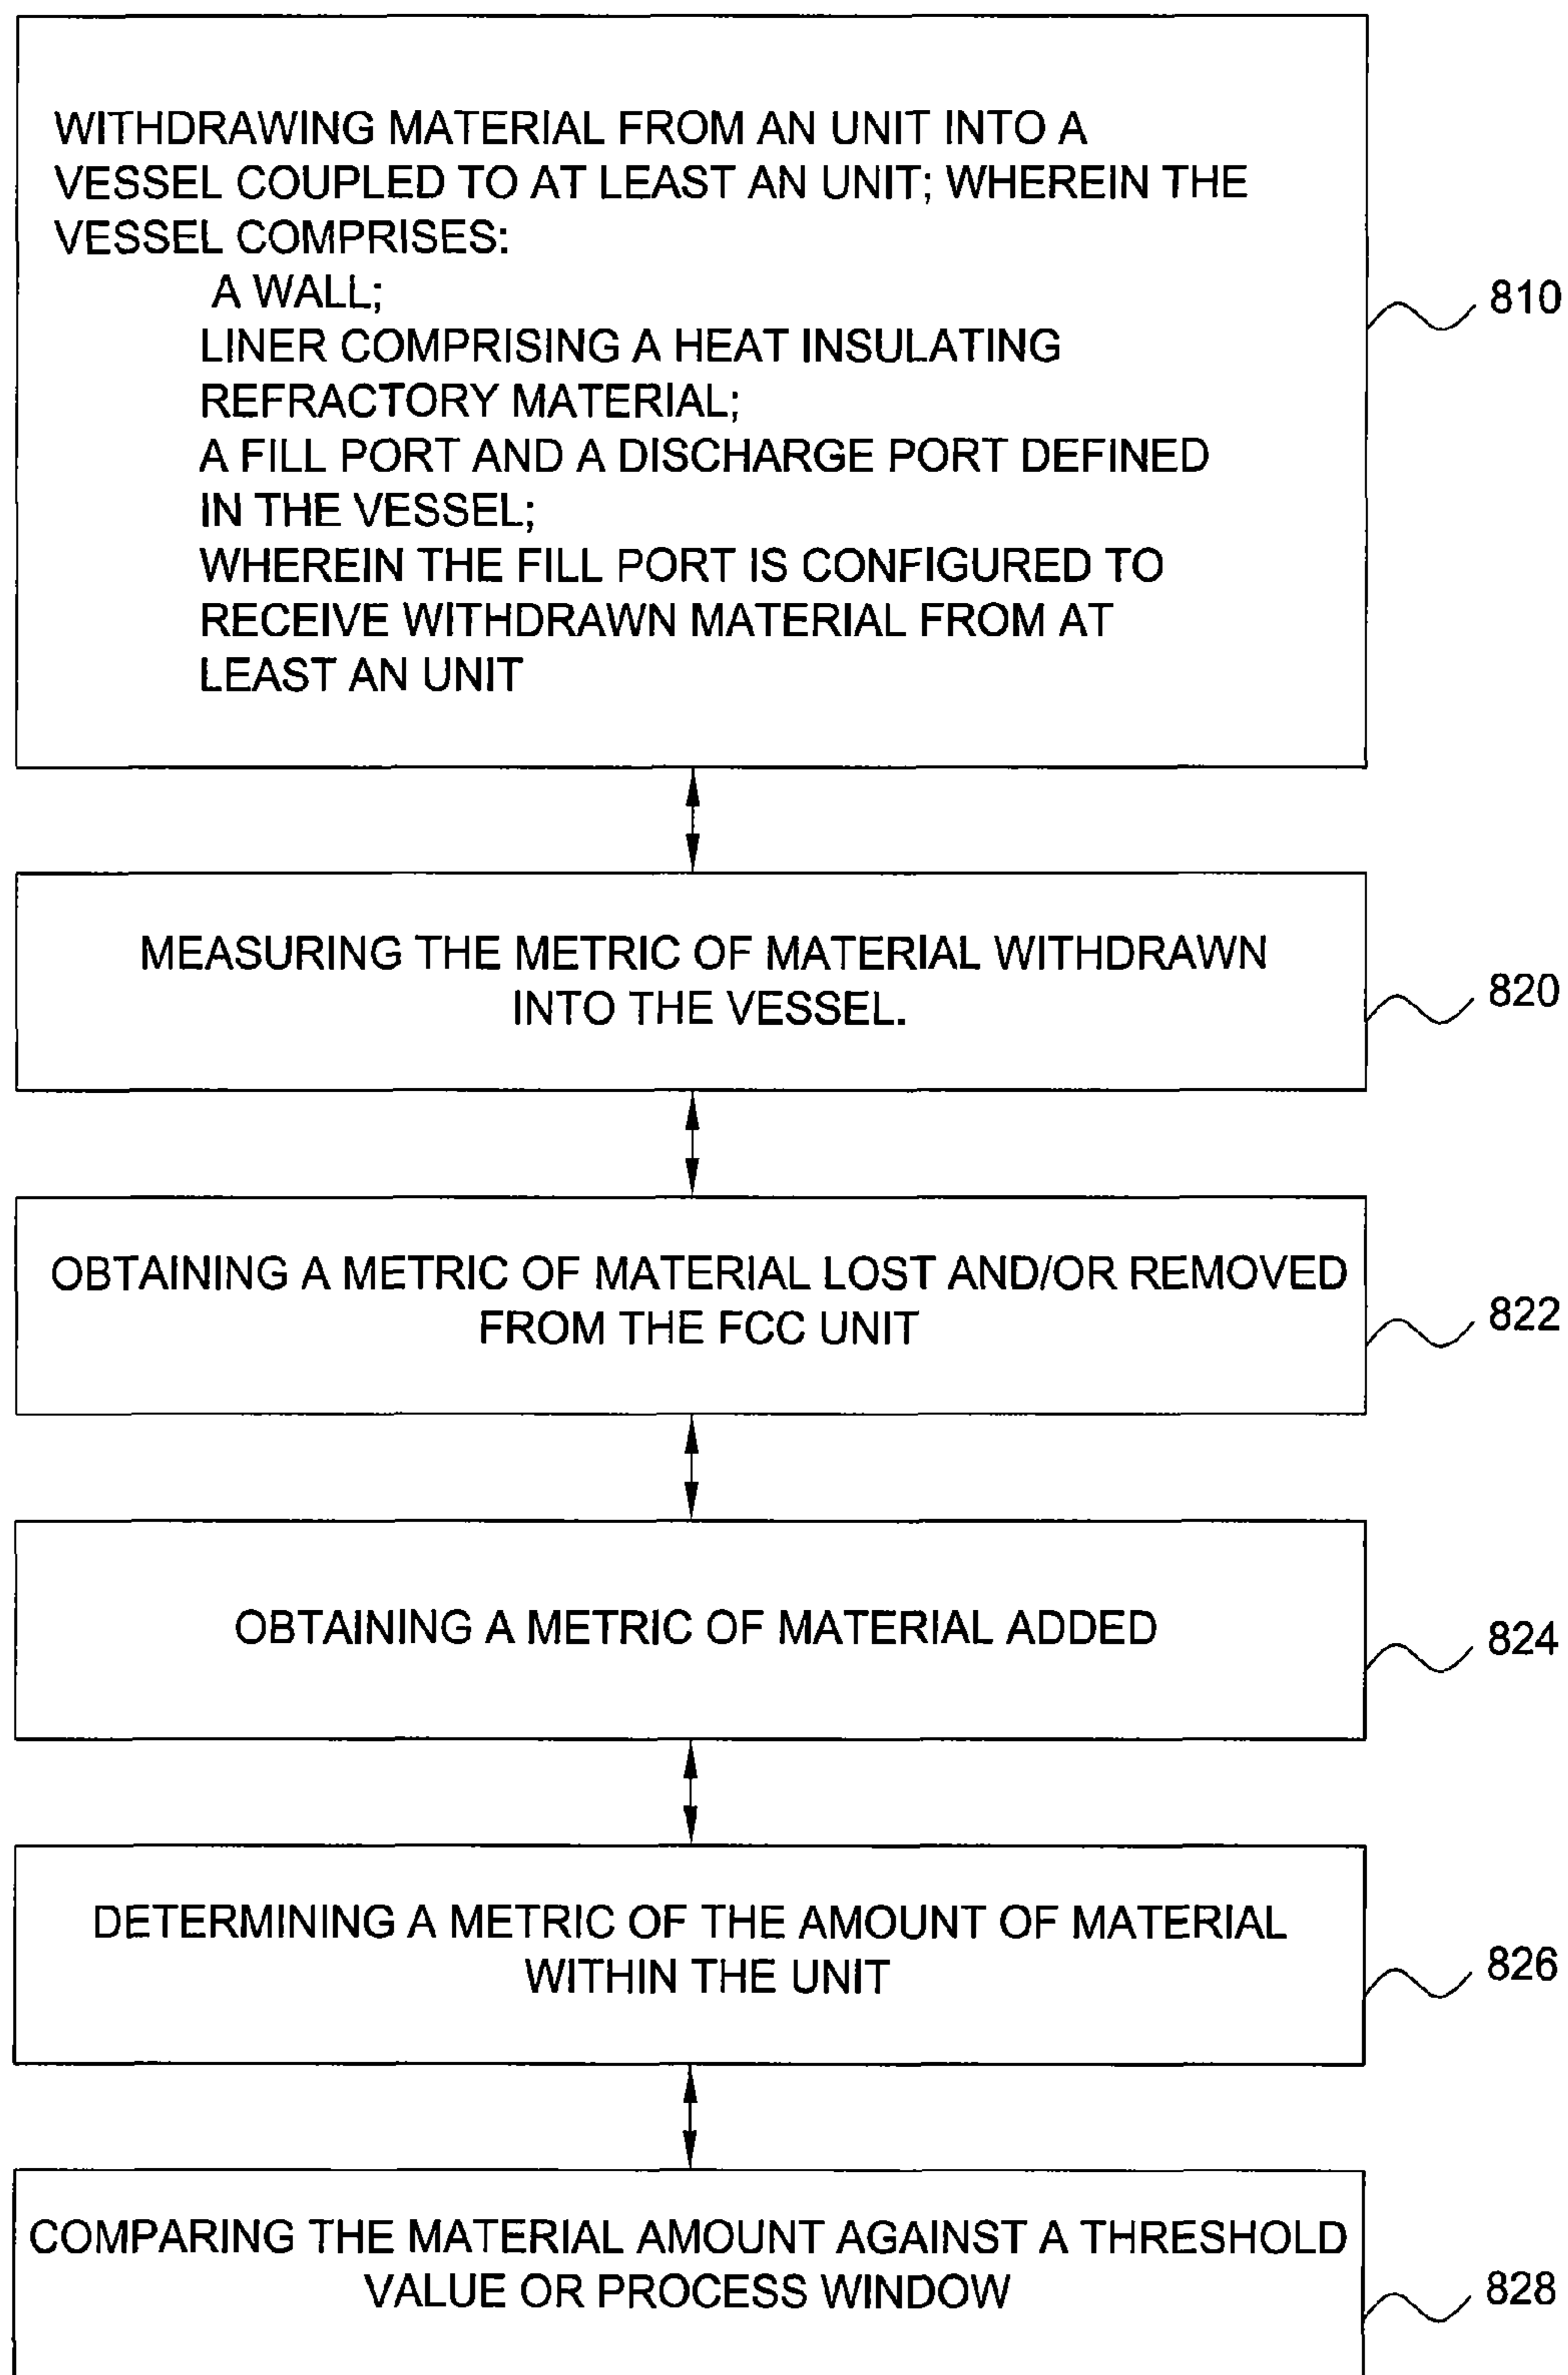 WITHDRAWING MATERIAL FROM AN UNIT INTO A
VESSEL COUPLED TO AT LEAST AN UNIT; WHEREIN THE
VESSEL COMPRISES:
A WALL;
LINER COMPRISING A HEAT INSULATING
REFRACTORY MATERIAL;
A FILL PORT AND A DISCHARGE PORT DEFINED
IN THE VESSEL;
WHEREIN THE FILL PORT IS CONFIGURED TO
RECEIVE WITHDRAWN MATERIAL FROM AT
LEAST AN UNIT
810
MEASURING THE METRIC OF MATERIAL WITHDRAWN
INTO THE VESSEL.
820
OBTAINING A METRIC OF MATERIAL LOST AND/OR REMOVED
FROM THE FCC UNIT
822
OBTAINING A METRIC OF MATERIAL ADDED
824
DETERMINING A METRIC OF THE AMOUNT OF MATERIAL
WITHIN THE UNIT
826
COMPARING THE MATERIAL AMOUNT AGAINST A THRESHOLD
VALUE OR PROCESS WINDOW
828